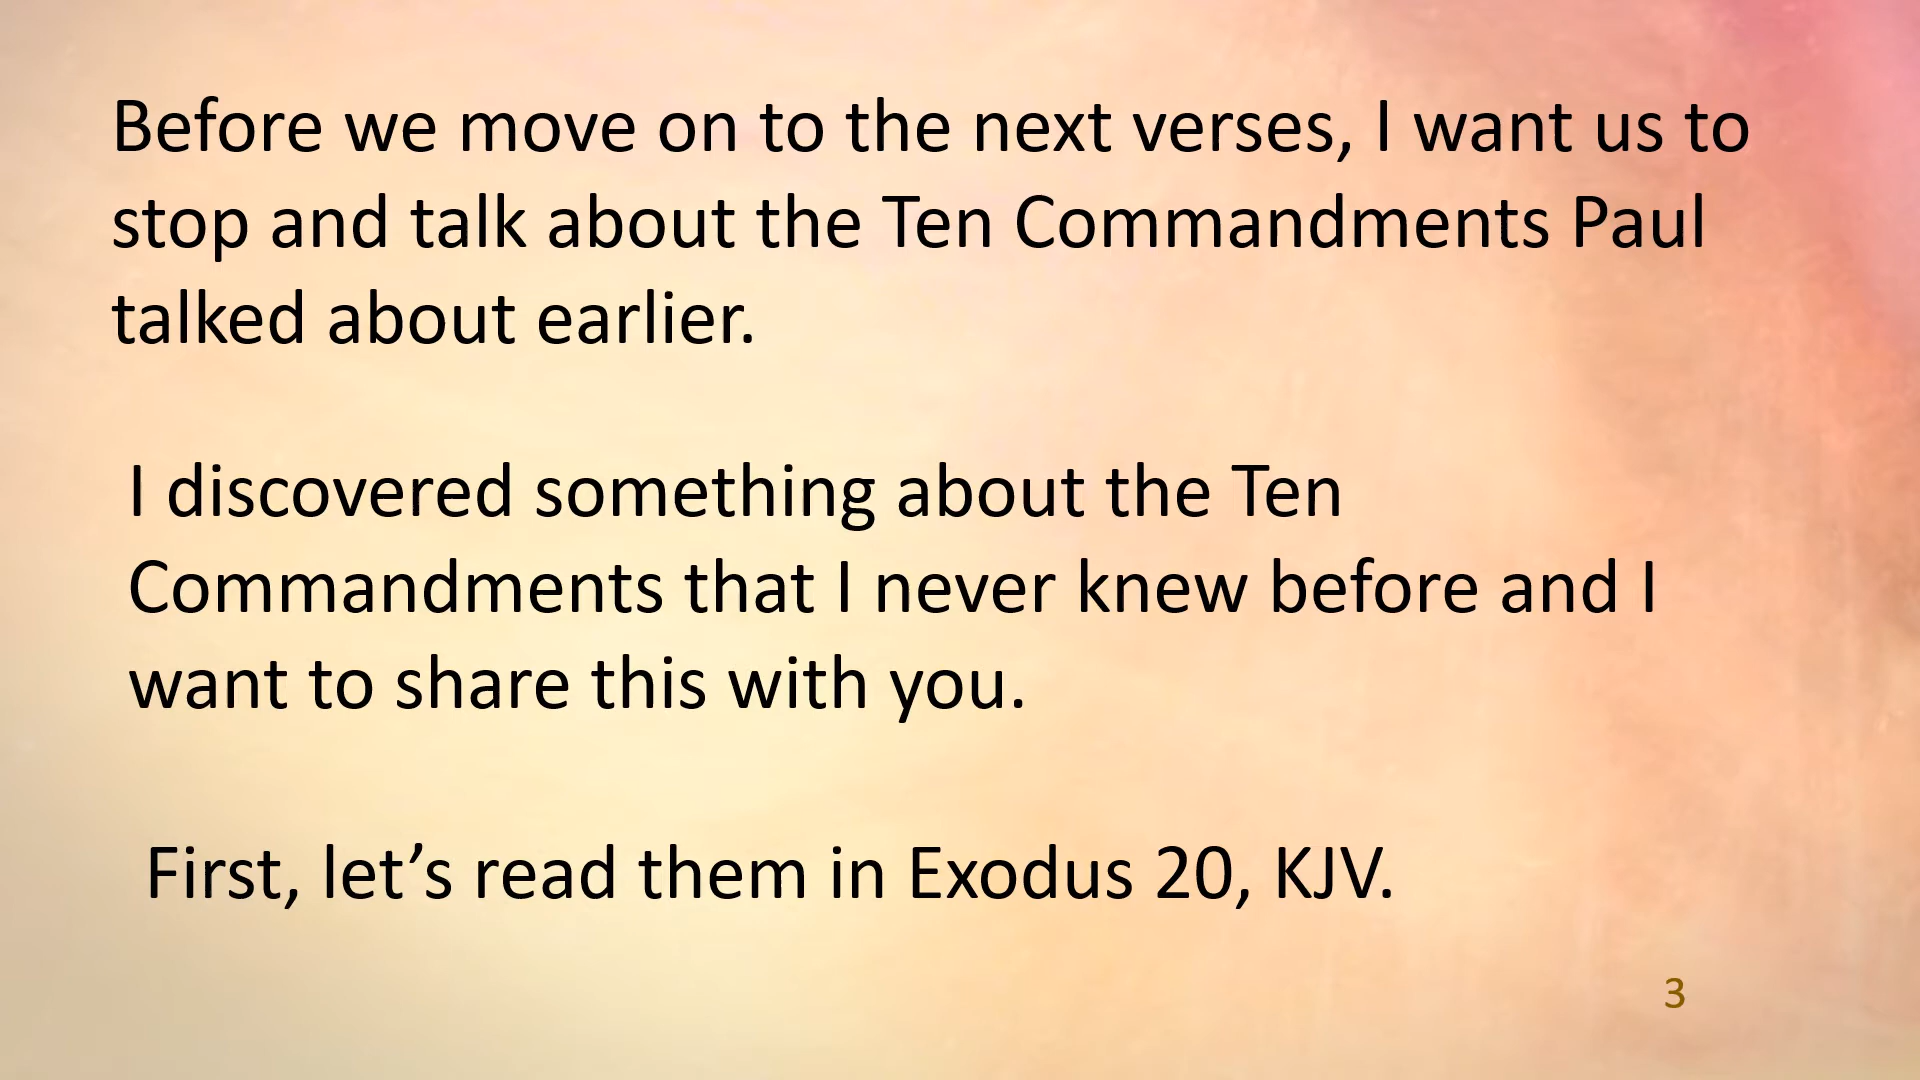 Before we move on to the next verses, I want us to
stop and talk about the Ten Commandments Paul
talked about earlier.
I discovered something about the Ten
Commandments that I never knew before and I
want to share this with you.
First, let’s read them in Exodus 20, KJV.
3